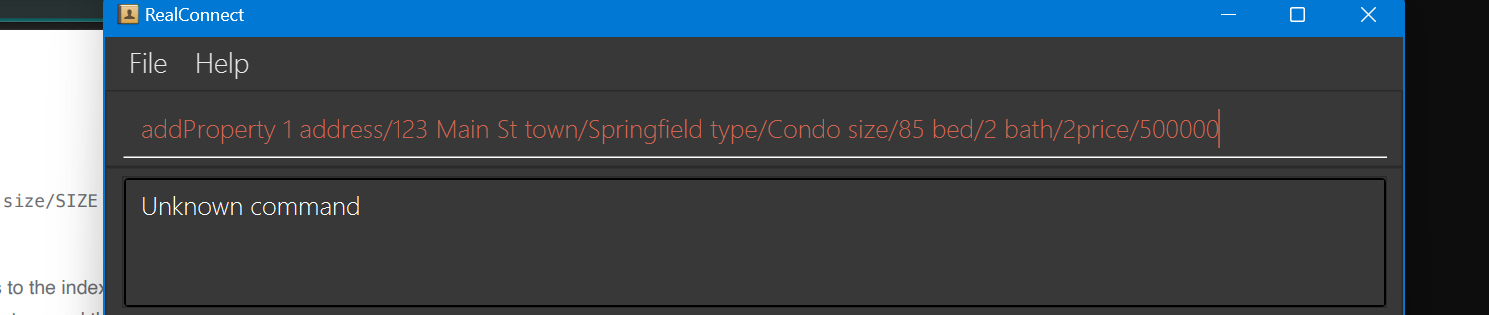 RealConnect
File Help
addProperty 1 address/123 Main St town/Springfield type/Condo size/85 bed/2 bath/2price/500000
size/SIZE
Unknown command
to the index